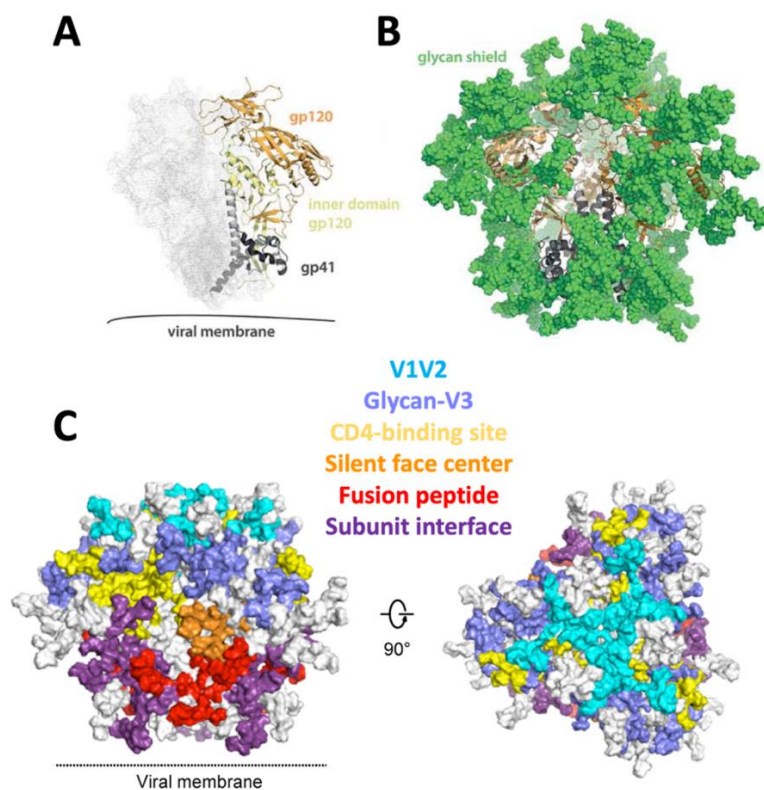 A
gp120
inner domain
gp120
gp41
viral membrane
B
glycan shield
V1V2
Glycan-V3
CD4-binding site
Silent face center
Fusion peptide
Subunit interface
C
90°
Viral membrane